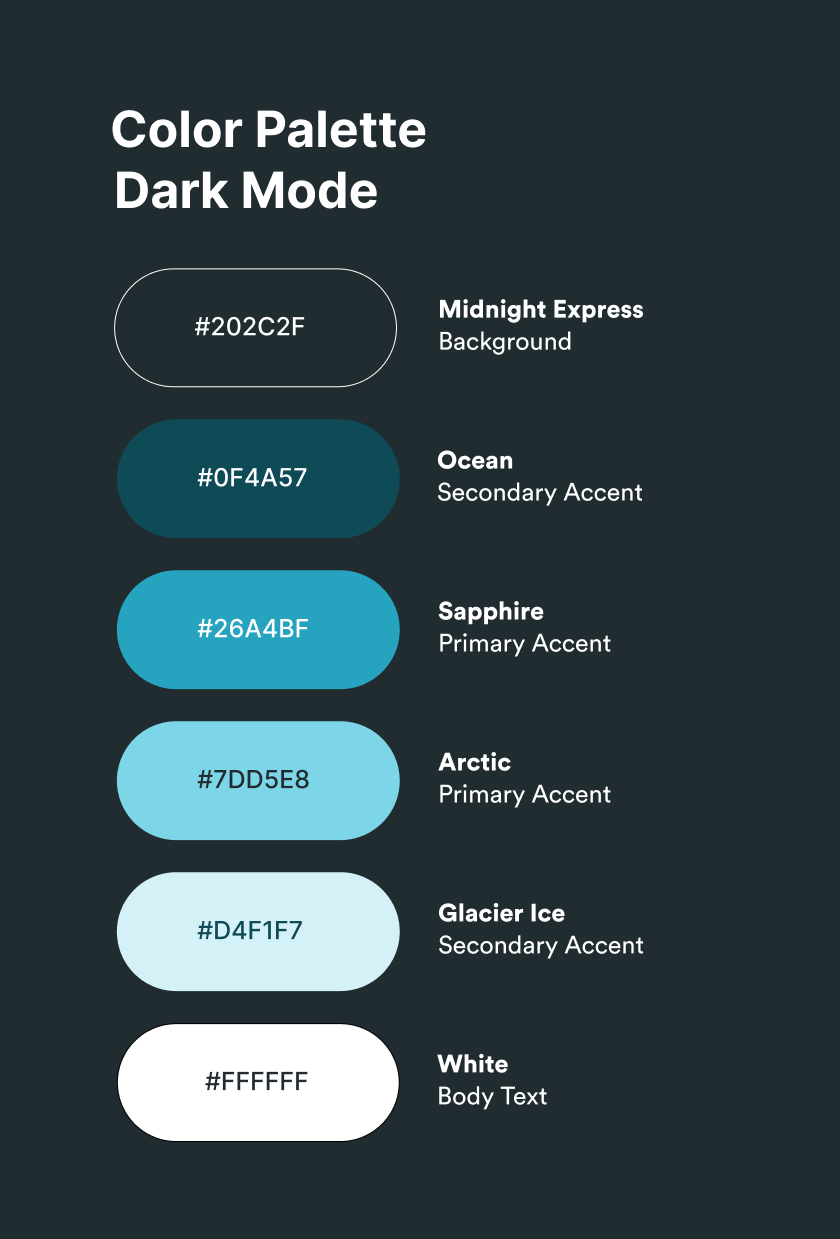 Color Palette
Dark Mode
#202C2F
Midnight Express
Background
#0F4A57
Ocean
Secondary Accent
#26A4BF
Sapphire
Primary Accent
#7DD5E8
Arctic
Primary Accent
#D4F1F7
Glacier Ice
Secondary Accent
#FFFFFF
White
Body Text